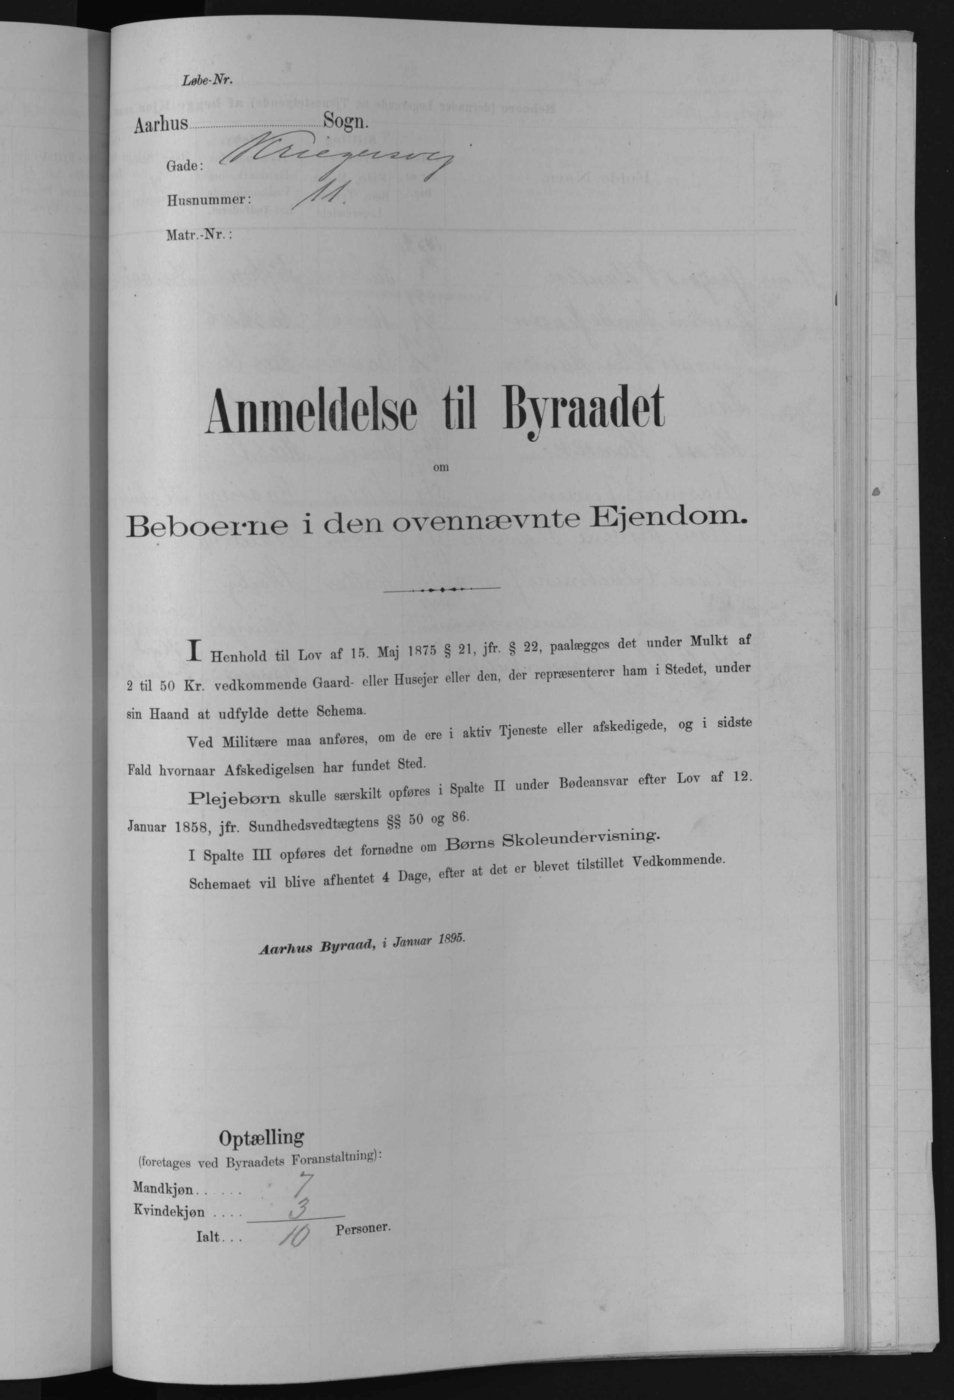 Løbe-Nr.
Aarhus Sogn.
Gade: Kriegersvej
Husnummer: 11.
Matr.-Nr.:
Anmeldelse til Byraadet
om
Beboerne i den ovennævnte Ejendom.
I Henhold til Lov af 15. Maj 1875 § 21, jfr. § 22, paalægges det under Mulkt af
2 til 50 Kr. vedkommende Gaard- eller Husejer eller den, der repræsenterer ham i Stedet, under
sin Haand at udfylde dette Schema.
Ved Militære maa anføres, om de ere i aktiv Tjeneste eller afskedigede, og i sidste
Fald hvornaar Afskedigelsen har fundet Sted.
Plejebørn skulle særskilt opføres i Spalte II under Bødeansvar efter Lov af 12.
Januar 1858, jfr. Sundhedsvedtægtens §§ 50 og 86.
I Spalte III opføres det fornødne om Børns Skoleundervisning.
Schemaet vil blive afhentet 4 Dage, efter at det er blevet tilstillet Vedkommende.
Aarhus Byraad, i Januar 1895.
Optælling
(foretages ved Byraadets Foranstaltning):
Mandkjøn...... 7
Kvindekjøn .... 3
Ialt... 10 Personer.